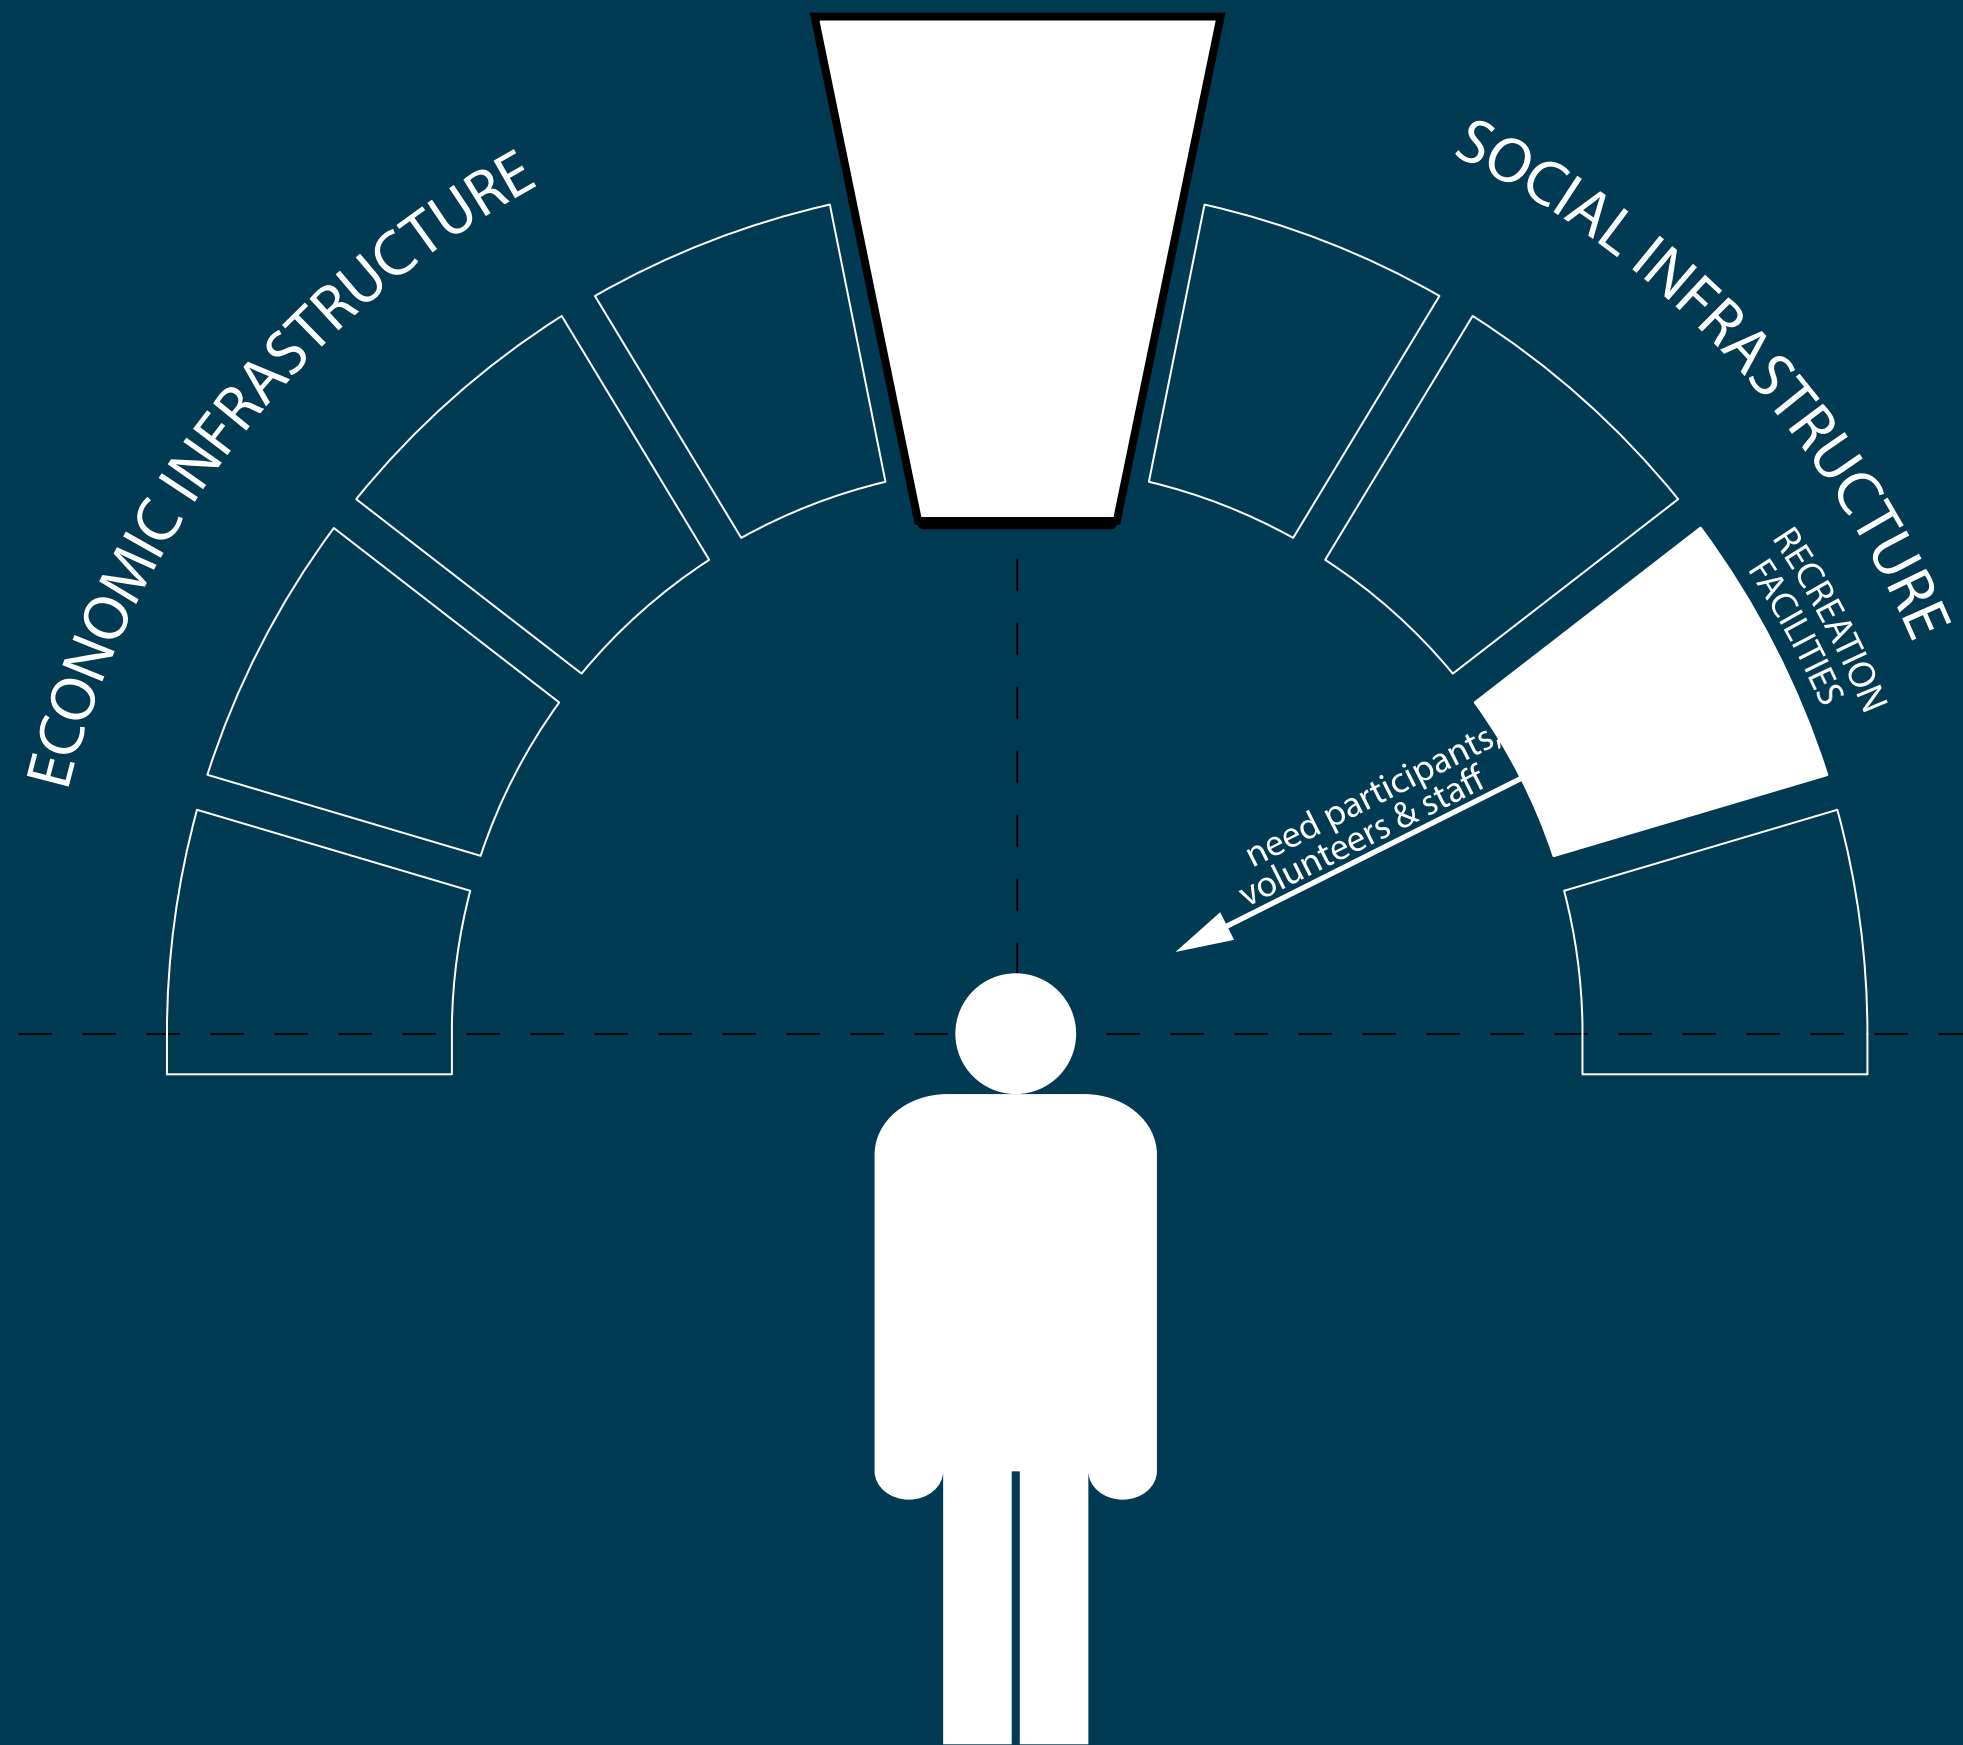 ECONOMIC INFRASTRUCTURE
SOCIAL INFRASTRUCTURE
RECREATION
FACILITIES
need participants,
volunteers & staff